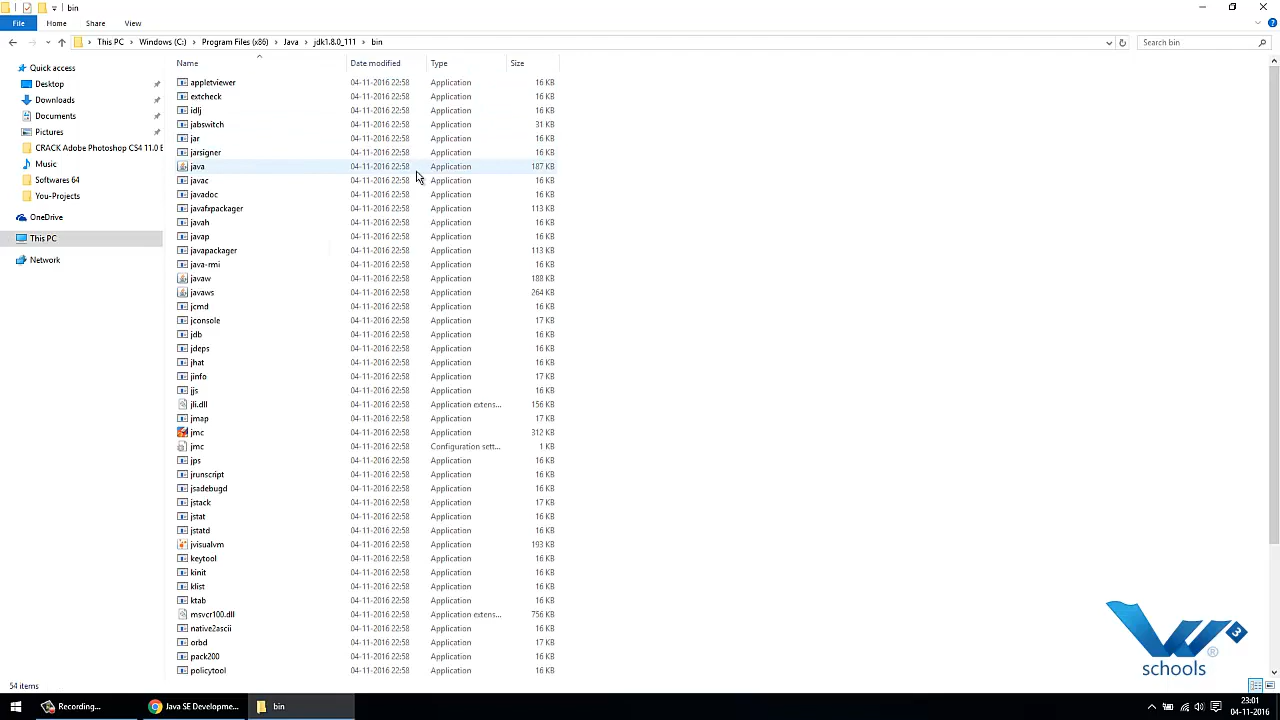 bin
File Home Share View
This PC Windows (C:) Program Files (x86) Java jdk1.8.0_111 bin Search bin
Name Date modified Type Size
Quick access
Desktop
Downloads
Documents
Pictures
CRACK Adobe Photoshop CS4 11.0 E
Music
Softwares 64
You-Projects
OneDrive
This PC
Network
appletviewer 04-11-2016 22:58 Application 16 KB
extcheck 04-11-2016 22:58 Application 16 KB
idlj 04-11-2016 22:58 Application 16 KB
jabswitch 04-11-2016 22:58 Application 31 KB
jar 04-11-2016 22:58 Application 16 KB
jarsigner 04-11-2016 22:58 Application 16 KB
java 04-11-2016 22:58 Application 187 KB
javac 04-11-2016 22:58 Application 16 KB
javadoc 04-11-2016 22:58 Application 16 KB
javafxpackager 04-11-2016 22:58 Application 113 KB
javah 04-11-2016 22:58 Application 16 KB
javap 04-11-2016 22:58 Application 16 KB
javapackager 04-11-2016 22:58 Application 113 KB
java-rmi 04-11-2016 22:58 Application 16 KB
javaw 04-11-2016 22:58 Application 188 KB
javaws 04-11-2016 22:58 Application 264 KB
jcmd 04-11-2016 22:58 Application 16 KB
jconsole 04-11-2016 22:58 Application 17 KB
jdb 04-11-2016 22:58 Application 16 KB
jdeps 04-11-2016 22:58 Application 16 KB
jhat 04-11-2016 22:58 Application 16 KB
jinfo 04-11-2016 22:58 Application 17 KB
jjs 04-11-2016 22:58 Application 16 KB
jli.dll 04-11-2016 22:58 Application extens... 156 KB
jmap 04-11-2016 22:58 Application 17 KB
jmc 04-11-2016 22:58 Application 312 KB
jmc 04-11-2016 22:58 Configuration sett... 1 KB
jps 04-11-2016 22:58 Application 16 KB
jrunscript 04-11-2016 22:58 Application 16 KB
jsadebugd 04-11-2016 22:58 Application 16 KB
jstack 04-11-2016 22:58 Application 17 KB
jstat 04-11-2016 22:58 Application 16 KB
jstatd 04-11-2016 22:58 Application 16 KB
jvisualvm 04-11-2016 22:58 Application 193 KB
keytool 04-11-2016 22:58 Application 16 KB
kinit 04-11-2016 22:58 Application 16 KB
klist 04-11-2016 22:58 Application 16 KB
ktab 04-11-2016 22:58 Application 16 KB
msvcr100.dll 04-11-2016 22:58 Application extens... 756 KB
native2ascii 04-11-2016 22:58 Application 16 KB
orbd 04-11-2016 22:58 Application 17 KB
pack200 04-11-2016 22:58 Application 16 KB
policytool 04-11-2016 22:58 Application 16 KB
W3 ®
schools
54 items
Recording... Java SE Developme... bin
23:01
04-11-2016